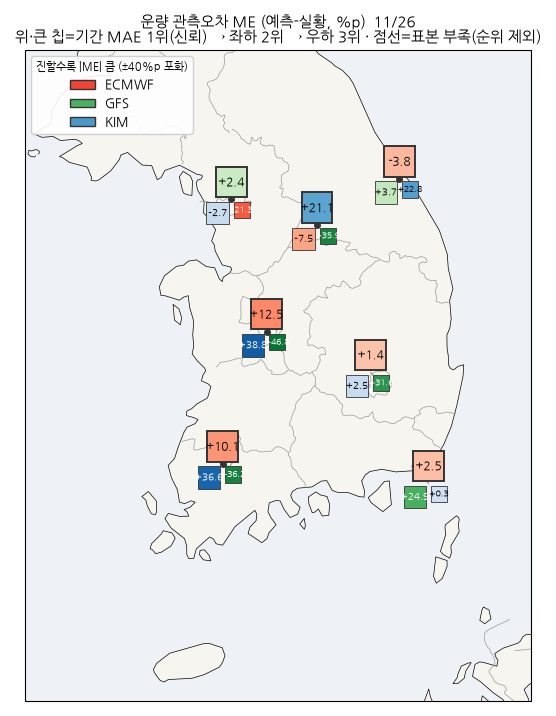 운량 관측오차 ME (예측-실황, %p) 11/26
위·큰 칩=기간 MAE 1위(신뢰) → 좌하 2위 → 우하 3위 · 점선=표본 부족(순위 제외)
진할수록 |ME| 큼 (±40%p 포화)
ECMWF
GFS
KIM
-3.8
+3.7
+22.8
+2.4
-2.7
+21.1
-7.5
+12.5
+38.8
-46.8
+1.4
+2.5
+10.1
+36.6
+2.5
+24.9
+0.3